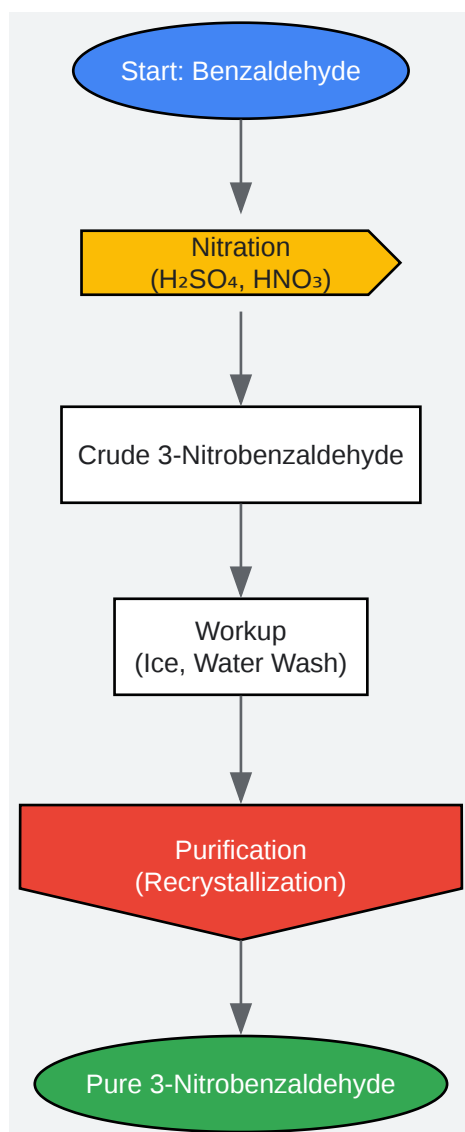 Start: Benzaldehyde
Nitration
(H₂SO₄, HNO₃)
Crude 3-Nitrobenzaldehyde
Workup
(Ice, Water Wash)
Purification
(Recrystallization)
Pure 3-Nitrobenzaldehyde